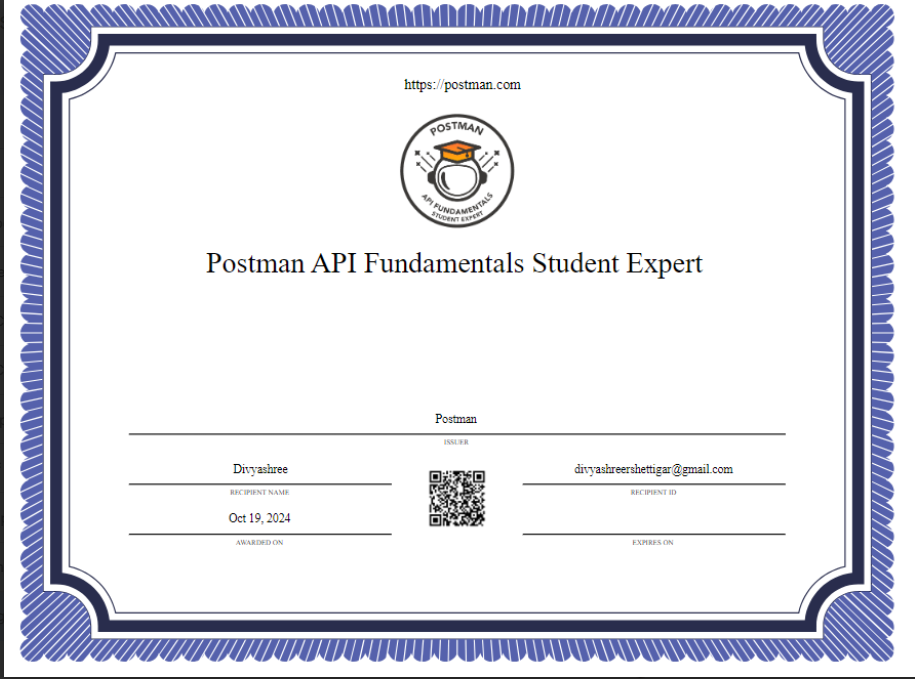 https://postman.com
POSTMAN
API FUNDAMENTALS
STUDENT EXPERT
Postman API Fundamentals Student Expert
Postman
ISSUER
Divyashree
RECIPIENT NAME
divyashreershettigar@gmail.com
RECIPIENT ID
Oct 19, 2024
AWARDED ON
EXPIRES ON